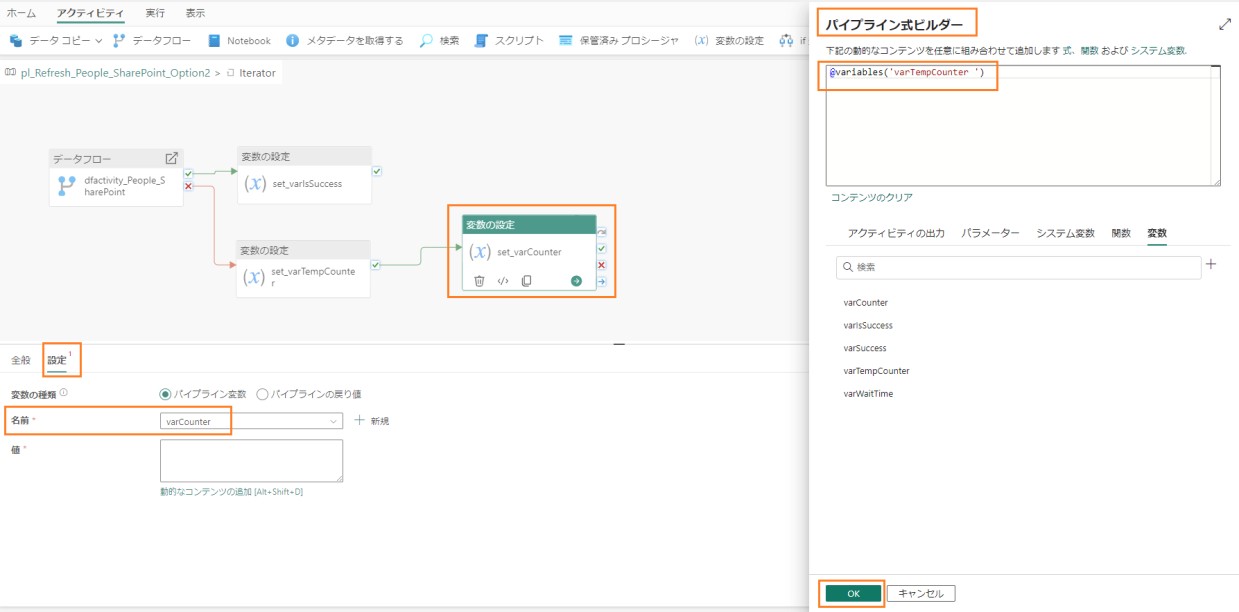 ホーム アクティビティ 実行 表示
データ コピー データフロー Notebook メタデータを取得する 検索 スクリプト 保管済み プロシージャ (x) 変数の設定 if
pl_Refresh_People_SharePoint_Option2 > Iterator
データフロー
dfactivity_People_S
harePoint
変数の設定
(x) set_varIsSuccess
変数の設定
(x) set_varTempCounte
r
変数の設定
(x) set_varCounter
全般 設定 1
変数の種類 パイプライン変数 パイプラインの戻り値
名前 * varCounter 新規
値 *
動的なコンテンツの追加 [Alt+Shift+D]
パイプライン式ビルダー
下記の動的なコンテンツを任意に組み合わせて追加します 式、関数 および システム変数.
@variables('varTempCounter ')
コンテンツのクリア
アクティビティの出力 パラメーター システム変数 関数 変数
検索
varCounter
varIsSuccess
varSuccess
varTempCounter
varWaitTime
OK キャンセル